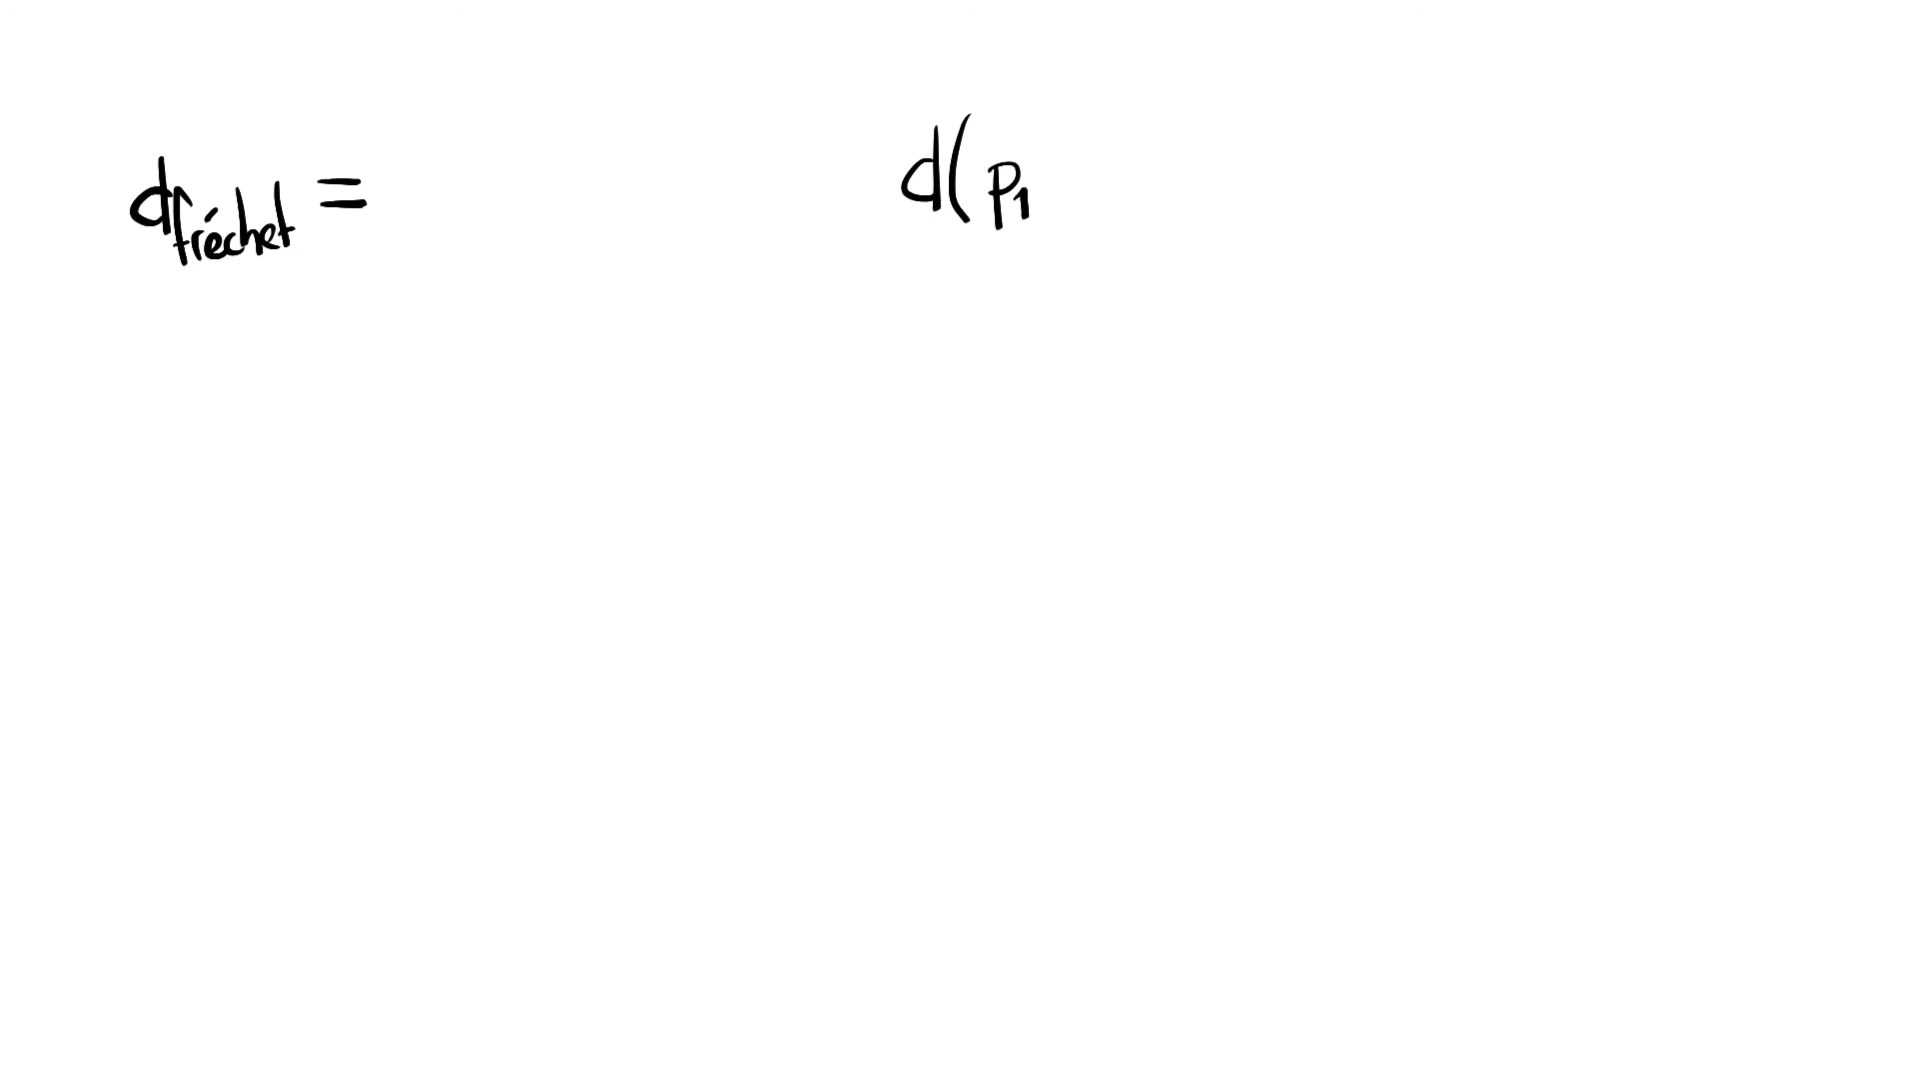 d_fréchet = d(p₁